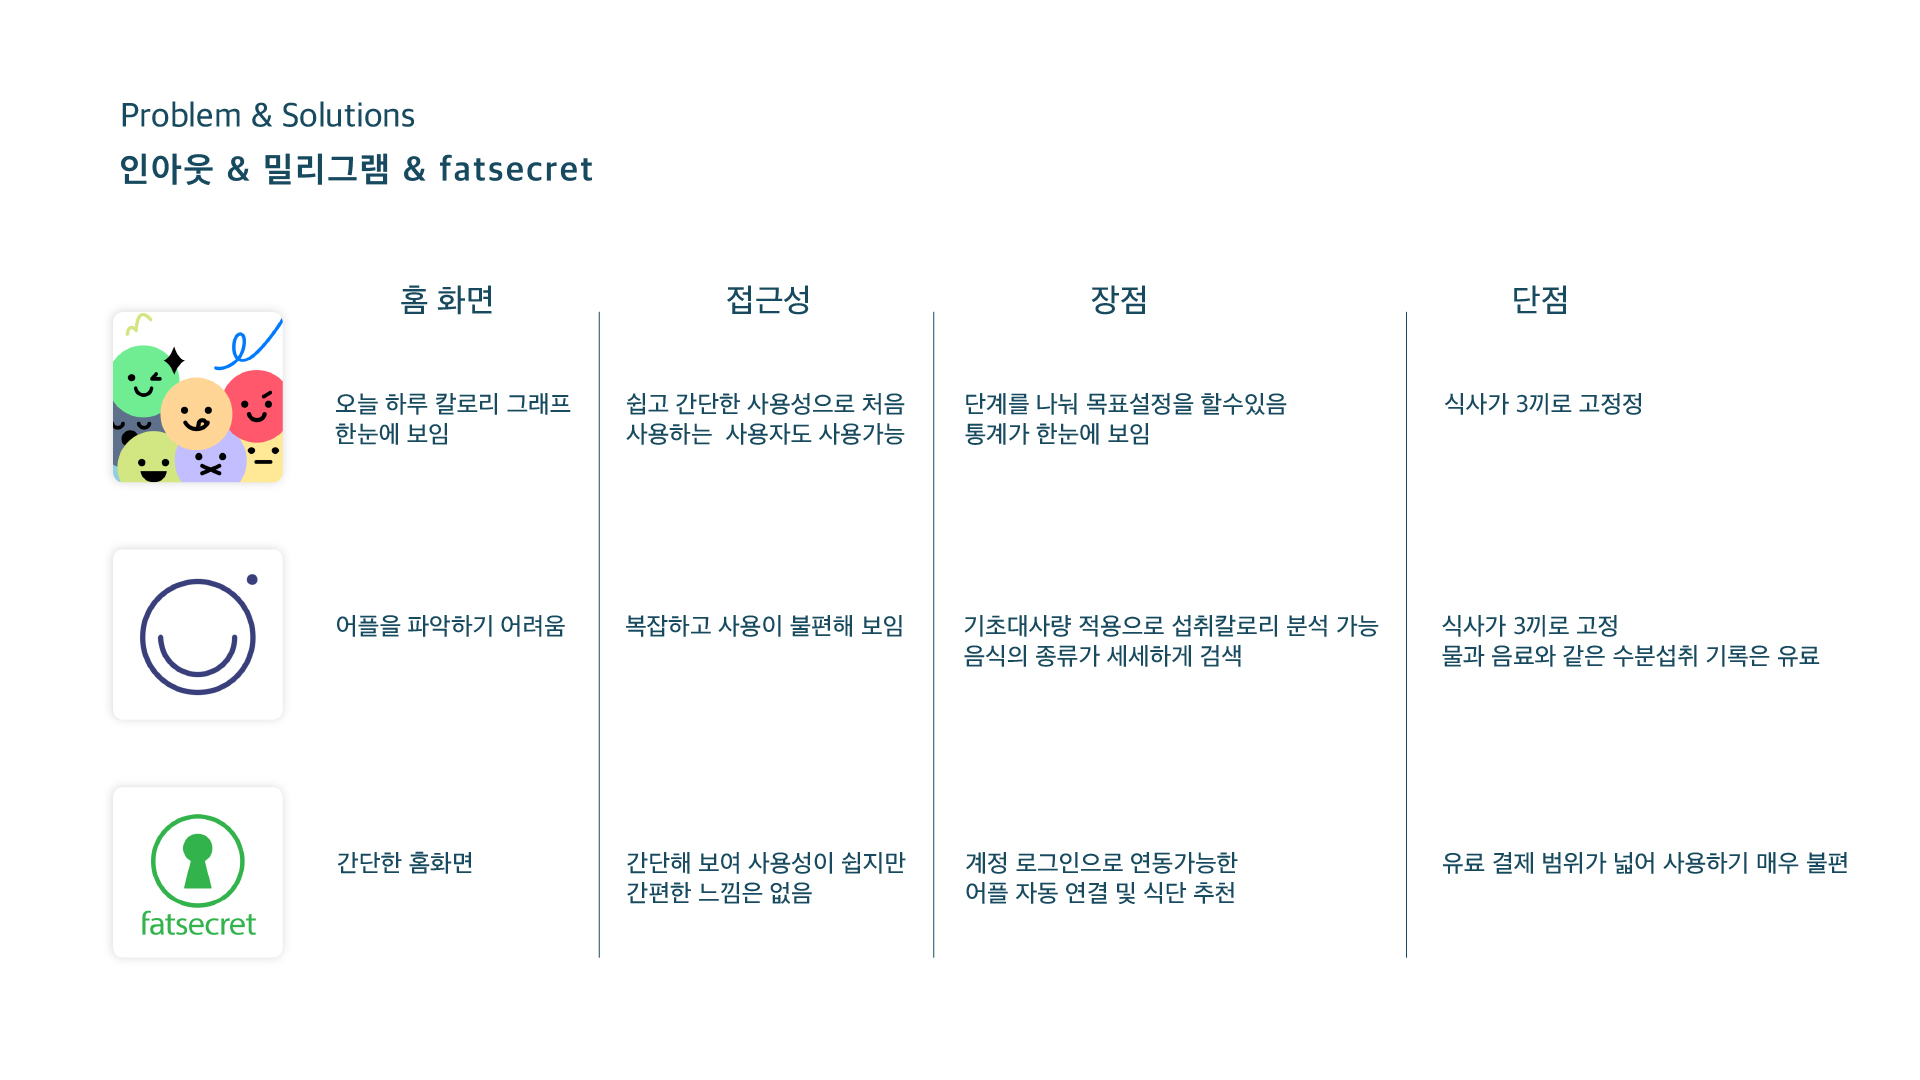 Problem & Solutions
인아웃 & 밀리그램 & fatsecret
홈 화면
접근성
장점
단점
오늘 하루 칼로리 그래프
한눈에 보임
쉽고 간단한 사용성으로 처음
사용하는  사용자도 사용가능
단계를 나눠 목표설정을 할수있음
통계가 한눈에 보임
식사가 3끼로 고정정
어플을 파악하기 어려움
복잡하고 사용이 불편해 보임
기초대사량 적용으로 섭취칼로리 분석 가능
음식의 종류가 세세하게 검색
식사가 3끼로 고정
물과 음료와 같은 수분섭취 기록은 유료
fatsecret
간단한 홈화면
간단해 보여 사용성이 쉽지만
간편한 느낌은 없음
계정 로그인으로 연동가능한
어플 자동 연결 및 식단 추천
유료 결제 범위가 넓어 사용하기 매우 불편